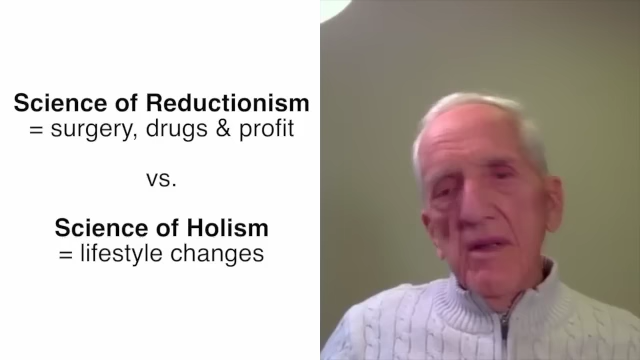 Science of Reductionism
= surgery, drugs & profit
vs.
Science of Holism
= lifestyle changes